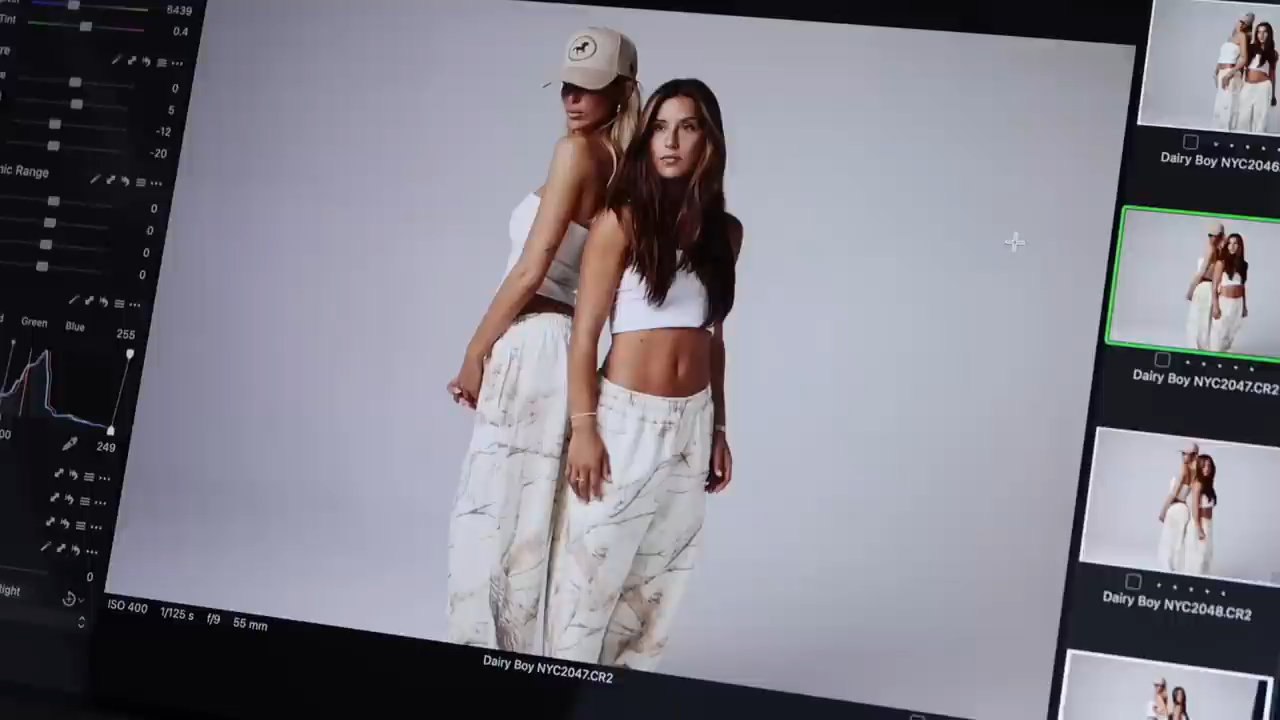 6439
Tint
0.4
0
5
-12
-20
Range
0
0
0
0
Green Blue
255
249
0
ISO 400 1/125 s f/9 55 mm
Dairy Boy NYC2047.CR2
Dairy Boy NYC2046
Dairy Boy NYC2047.CR2
Dairy Boy NYC2048.CR2